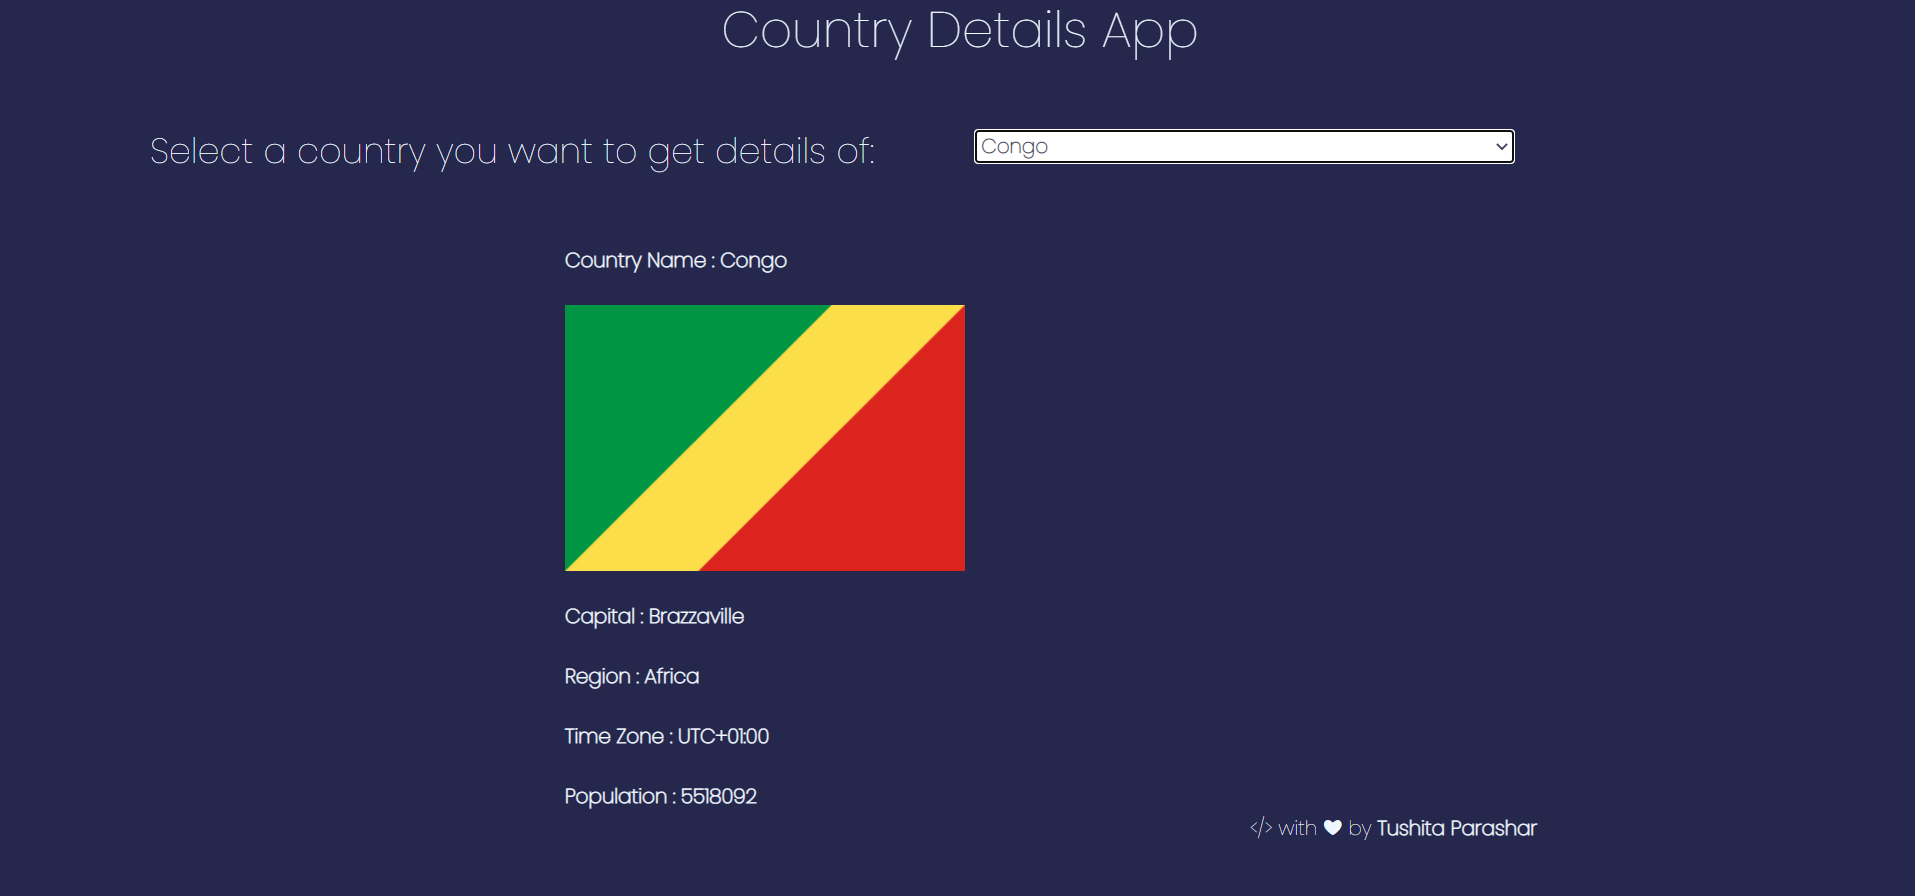 Country Details App
Select a country you want to get details of:
Congo
Country Name : Congo
Capital : Brazzaville
Region : Africa
Time Zone : UTC+01:00
Population : 5518092
</> with ♥ by Tushita Parashar